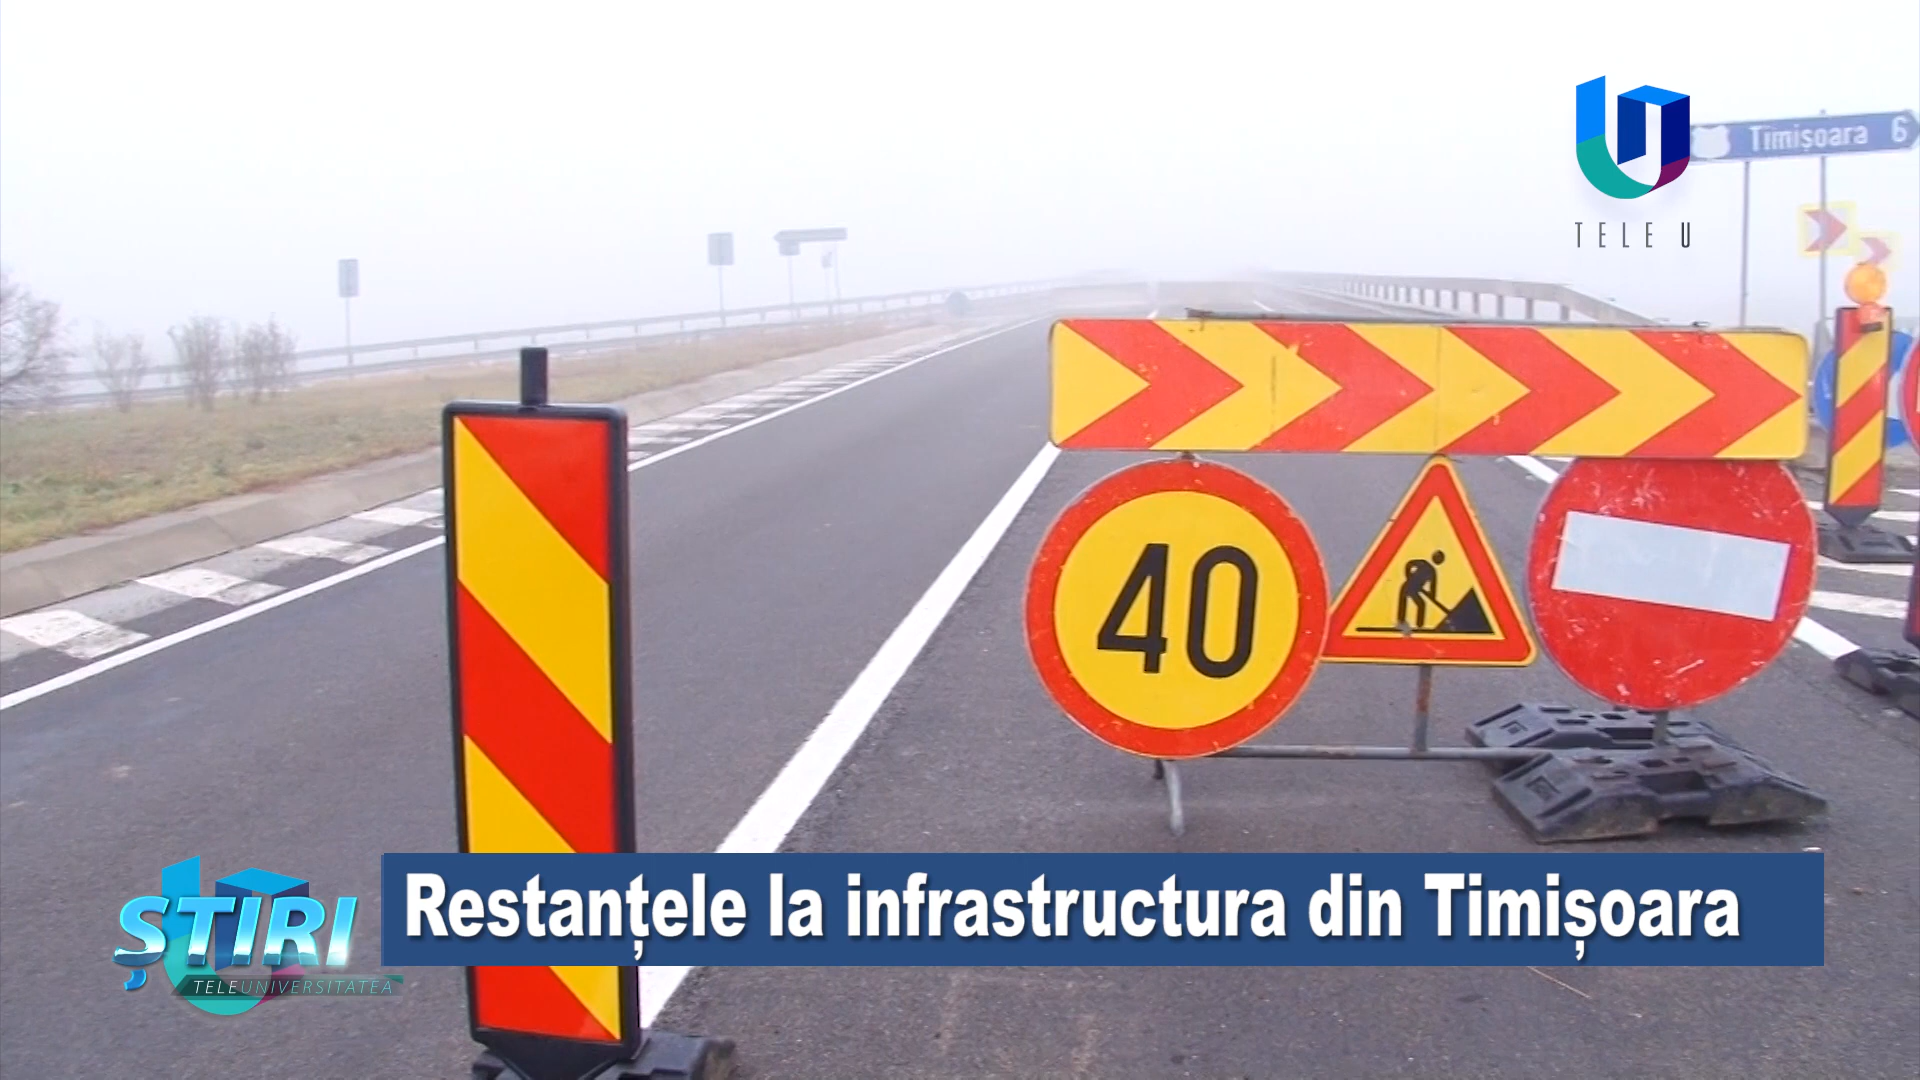 TELE U
Timișoara 6
40
ȘTIRI
TELEUNIVERSITATEA
Restanțele la infrastructura din Timișoara